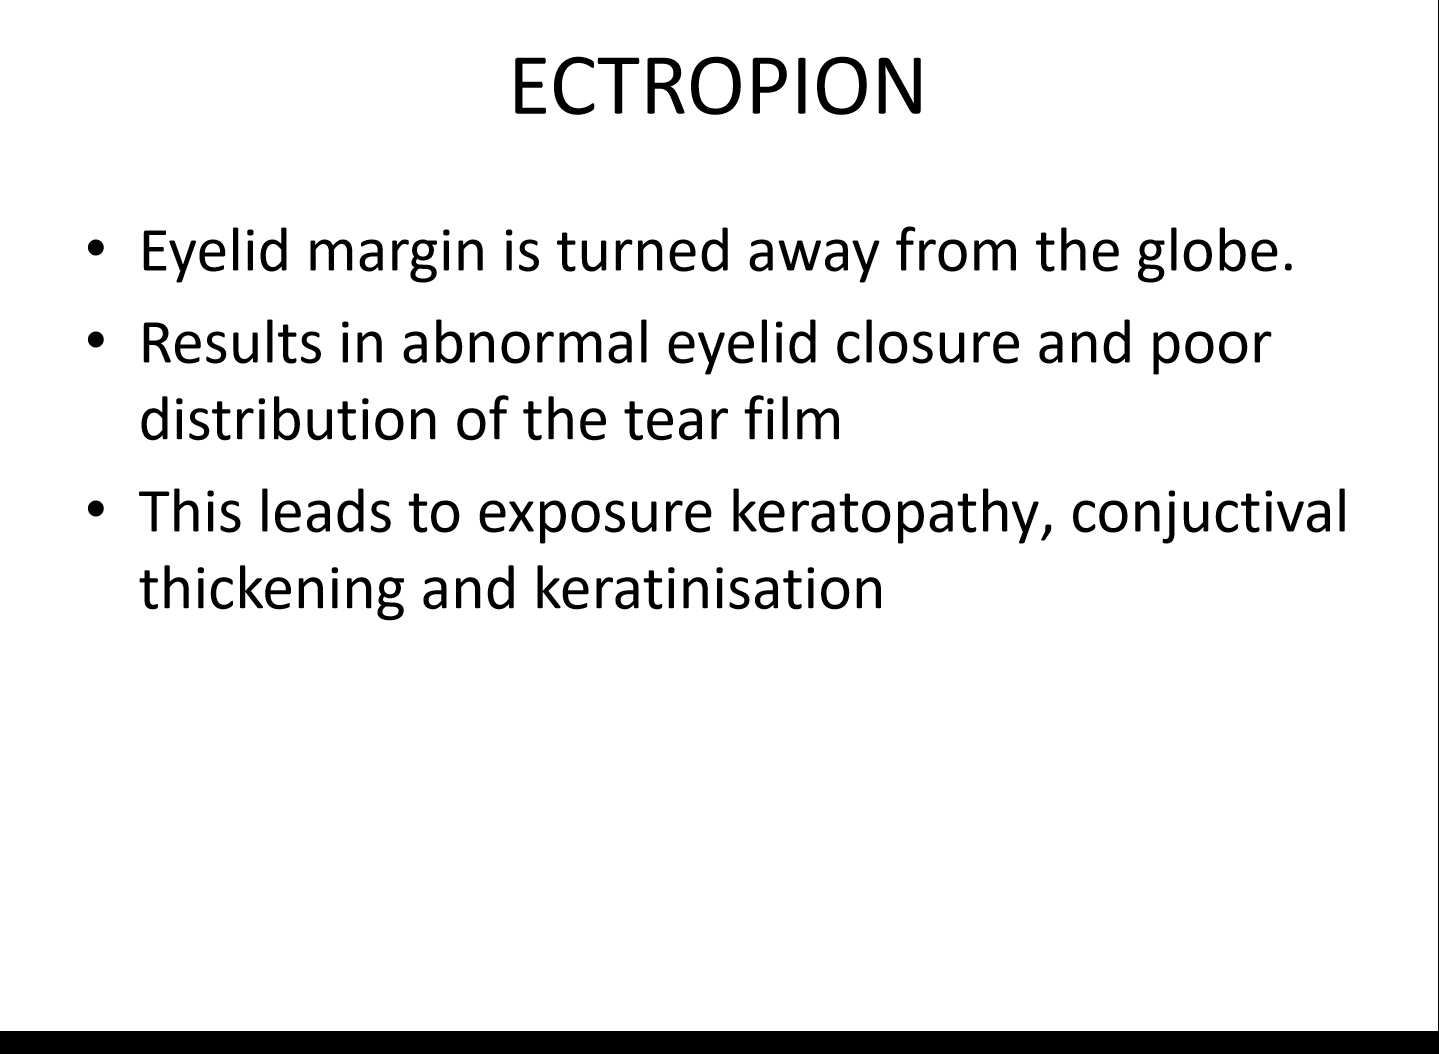 ECTROPION
• Eyelid margin is turned away from the globe.
• Results in abnormal eyelid closure and poor
distribution of the tear film
• This leads to exposure keratopathy, conjuctival
thickening and keratinisation